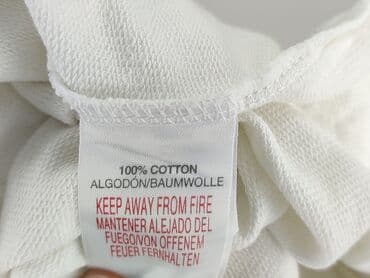 100% COTTON
ALGODÓN/BAUMWOLLE
KEEP AWAY FROM FIRE
MANTENER ALEJADO DEL
FUEGO/VON OFFENEM
FEUER FERNHALTEN